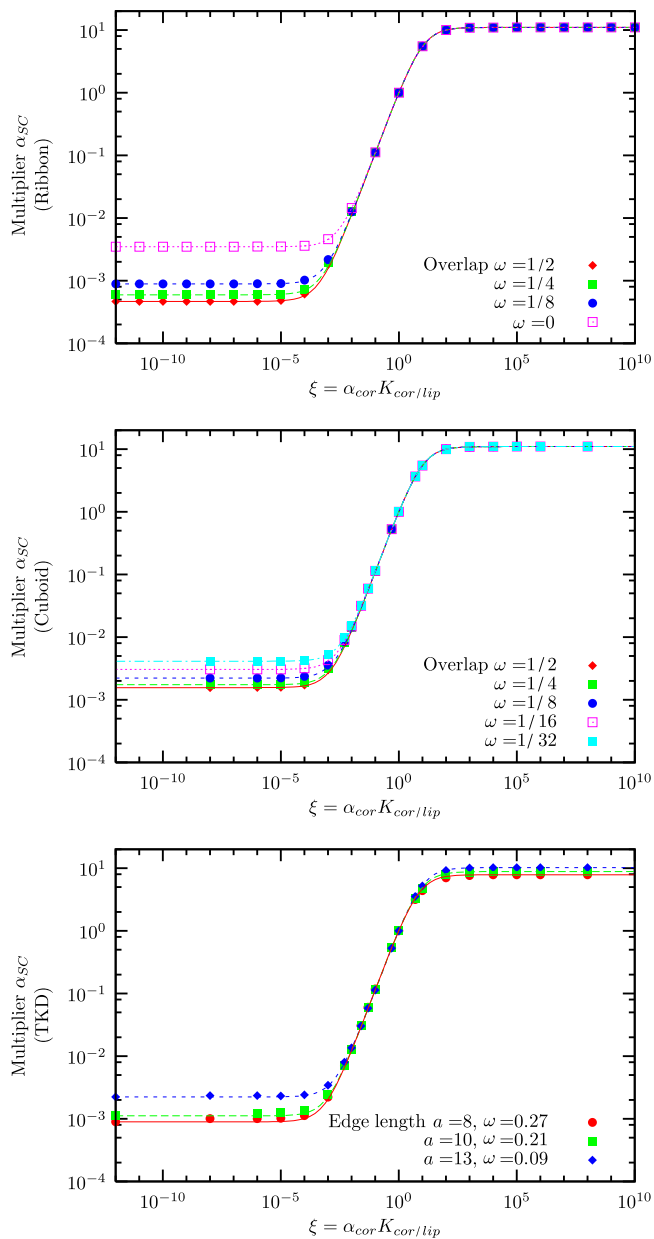 10^1
10^0
10^-1
10^-2
10^-3
10^-4
Multiplier α_SC
(Ribbon)
Overlap ω =1/2
ω =1/4
ω =1/8
ω =0
10^-10 10^-5 10^0 10^5 10^10
ξ = α_cor K_cor/lip
10^1
10^0
10^-1
10^-2
10^-3
10^-4
Multiplier α_SC
(Cuboid)
Overlap ω =1/2
ω =1/4
ω =1/8
ω =1/16
ω =1/32
10^-10 10^-5 10^0 10^5 10^10
ξ = α_cor K_cor/lip
10^1
10^0
10^-1
10^-2
10^-3
10^-4
Multiplier α_SC
(TKD)
Edge length a =8, ω =0.27
a =10, ω =0.21
a =13, ω =0.09
10^-10 10^-5 10^0 10^5 10^10
ξ = α_cor K_cor/lip